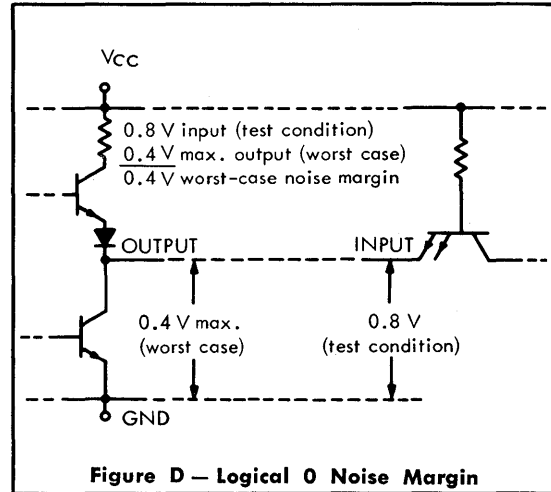 VCC
0.8 V input (test condition)
0.4 V max. output (worst case)
0.4 V worst-case noise margin
OUTPUT
INPUT
0.4 V max.
(worst case)
0.8 V
(test condition)
GND
Figure D — Logical 0 Noise Margin